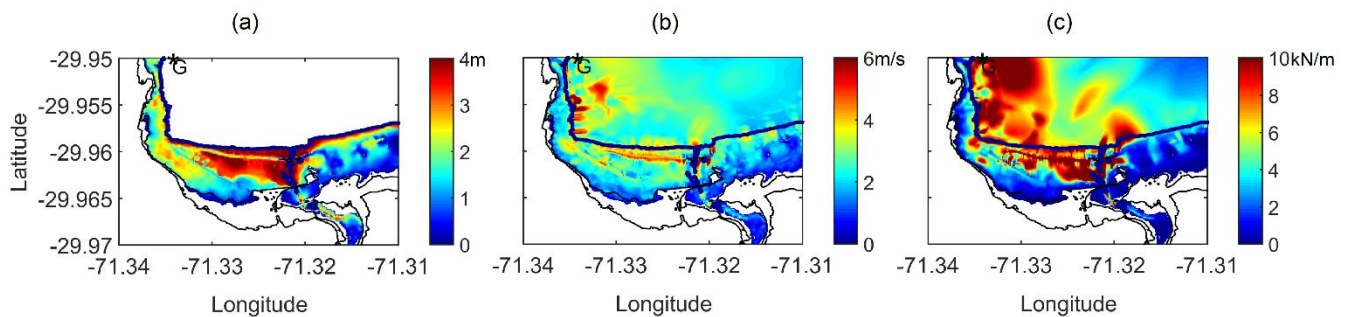 (a)
(b)
(c)
-29.95
-29.955
-29.96
-29.965
-29.97
Latitude
G
4m
3
2
1
0
-71.34
-71.33
-71.32
-71.31
Longitude
G
6m/s
4
2
0
-71.34
-71.33
-71.32
-71.31
Longitude
G
10kN/m
8
6
4
2
0
-71.34
-71.33
-71.32
-71.31
Longitude